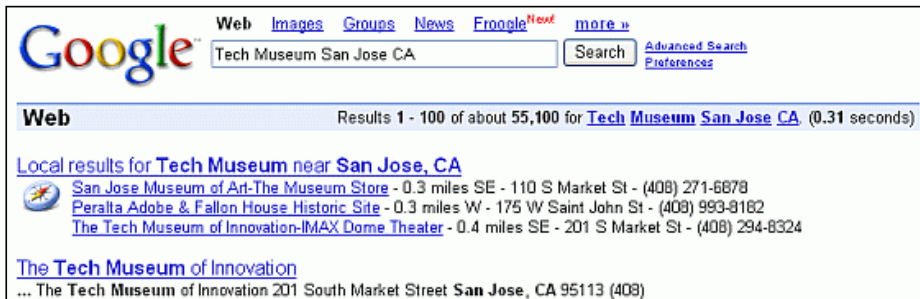 Web Images Groups News Froogle New! more »
Google™ Tech Museum San Jose CA Search Advanced Search
Preferences
Web Results 1 - 100 of about 55,100 for Tech Museum San Jose CA. (0.31 seconds)
Local results for Tech Museum near San Jose, CA
San Jose Museum of Art-The Museum Store - 0.3 miles SE - 110 S Market St - (408) 271-6878
Peralta Adobe & Fallon House Historic Site - 0.3 miles W - 175 W Saint John St - (408) 993-8182
The Tech Museum of Innovation-IMAX Dome Theater - 0.4 miles SE - 201 S Market St - (408) 294-8324
The Tech Museum of Innovation
... The Tech Museum of Innovation 201 South Market Street San Jose, CA 95113 (408)